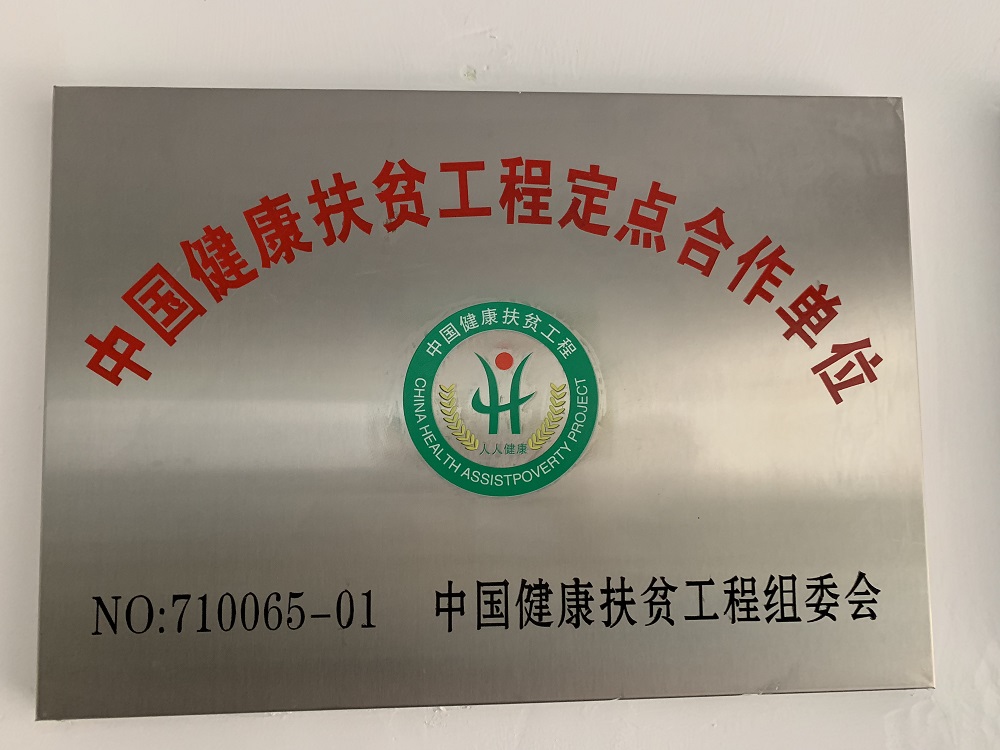 中国健康扶贫工程定点合作单位
中国健康扶贫工程
人人健康
CHINA HEALTH ASSISTPOVERTY PROJECT
NO:710065-01 中国健康扶贫工程组委会